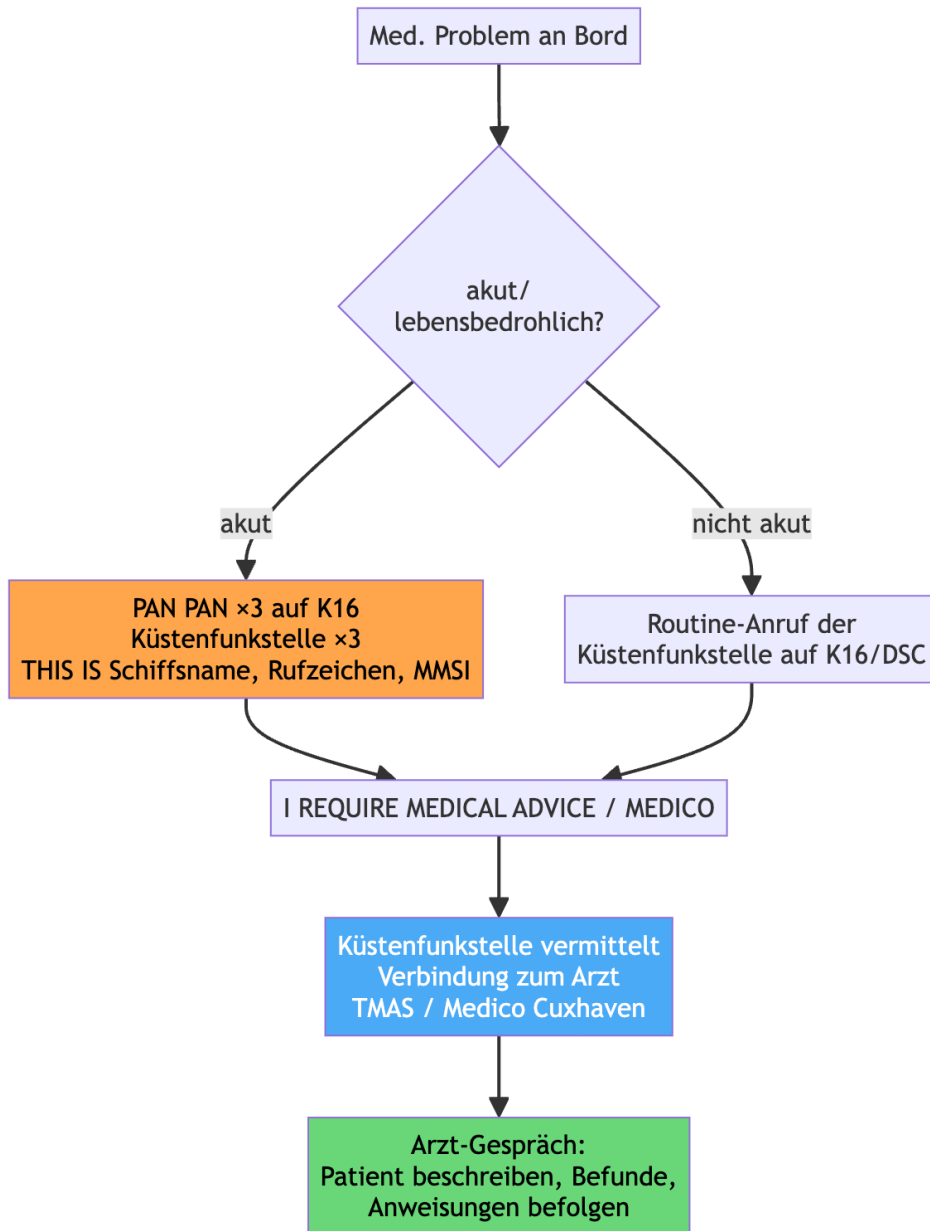 Med. Problem an Bord
akut/
lebensbedrohlich?
akut
nicht akut
PAN PAN ×3 auf K16
Küstenfunkstelle ×3
THIS IS Schiffsname, Rufzeichen, MMSI
Routine-Anruf der
Küstenfunkstelle auf K16/DSC
I REQUIRE MEDICAL ADVICE / MEDICO
Küstenfunkstelle vermittelt
Verbindung zum Arzt
TMAS / Medico Cuxhaven
Arzt-Gespräch:
Patient beschreiben, Befunde,
Anweisungen befolgen